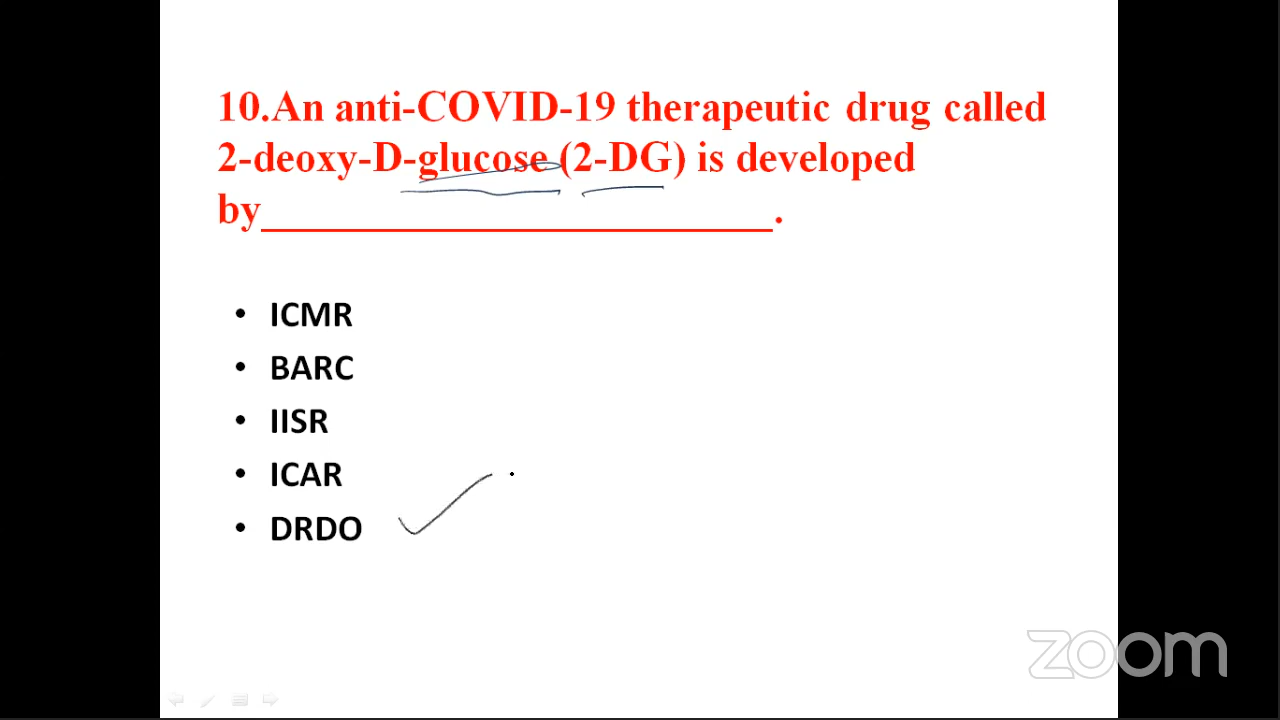 10.An anti-COVID-19 therapeutic drug called
2-deoxy-D-glucose (2-DG) is developed
by________________________.
• ICMR
• BARC
• IISR
• ICAR
• DRDO
zoom